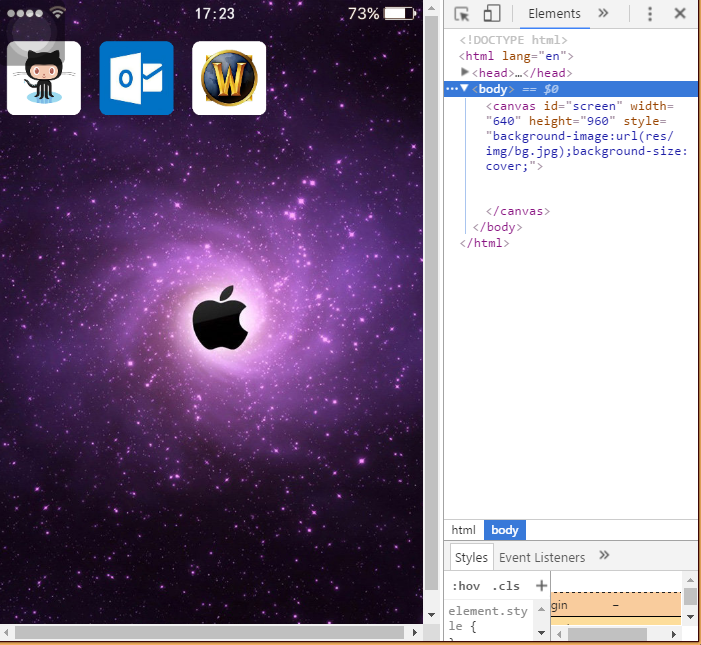 17:23
73%
W
Elements »
<!DOCTYPE html>
<html lang="en">
<head>…</head>
…<body> == $0
<canvas id="screen" width=
"640" height="960" style=
"background-image:url(res/
img/bg.jpg);background-size:
cover;">
</canvas>
</body>
</html>
html body
Styles Event Listeners »
:hov .cls +
element.sty
le {
gin –